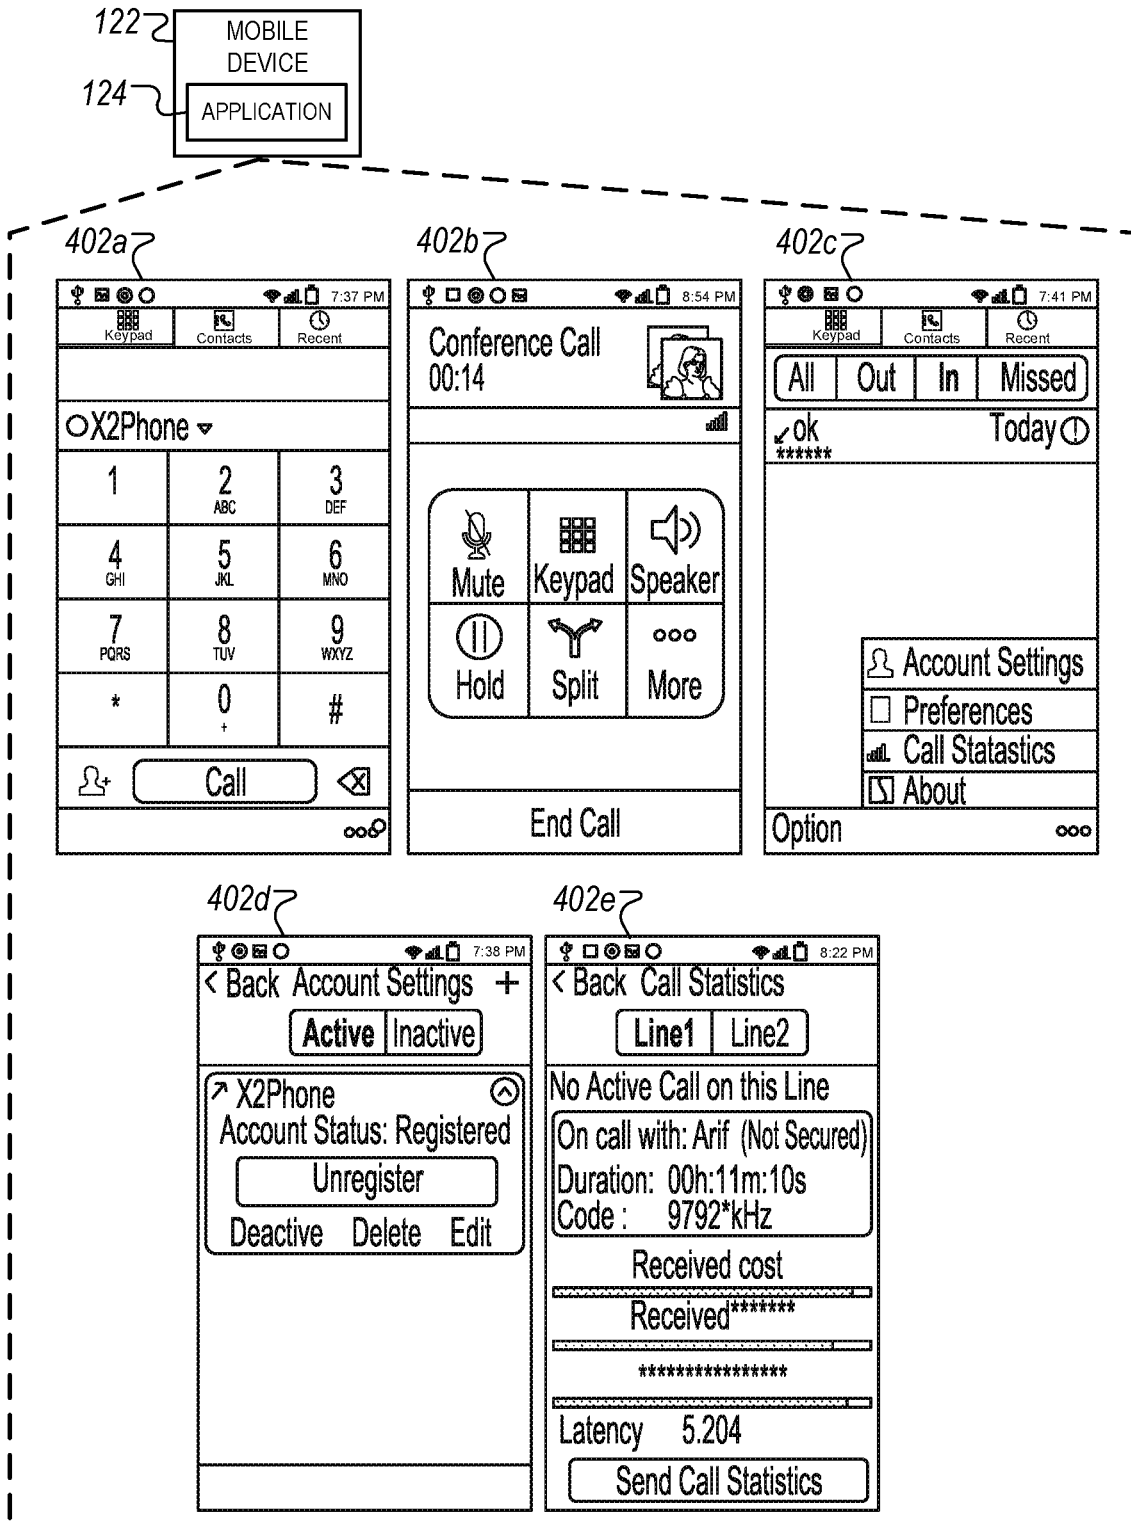 122
MOBILE
DEVICE
124
APPLICATION
402a
7:37 PM
Keypad Contacts Recent
X2Phone
1 2 3
ABC DEF
4 5 6
GHI JKL MNO
7 8 9
PQRS TUV WXYZ
* 0 #
+
Call
402b
8:54 PM
Conference Call
00:14
Mute Keypad Speaker
Hold Split More
End Call
402c
7:41 PM
Keypad Contacts Recent
All Out In Missed
ok Today
******
Account Settings
Preferences
Call Statastics
About
Option
402d
7:38 PM
< Back Account Settings +
Active Inactive
X2Phone
Account Status: Registered
Unregister
Deactive Delete Edit
402e
8:22 PM
< Back Call Statistics
Line1 Line2
No Active Call on this Line
On call with: Arif (Not Secured)
Duration: 00h:11m:10s
Code : 9792*kHz
Received cost
Received*******
****************
Latency 5.204
Send Call Statistics